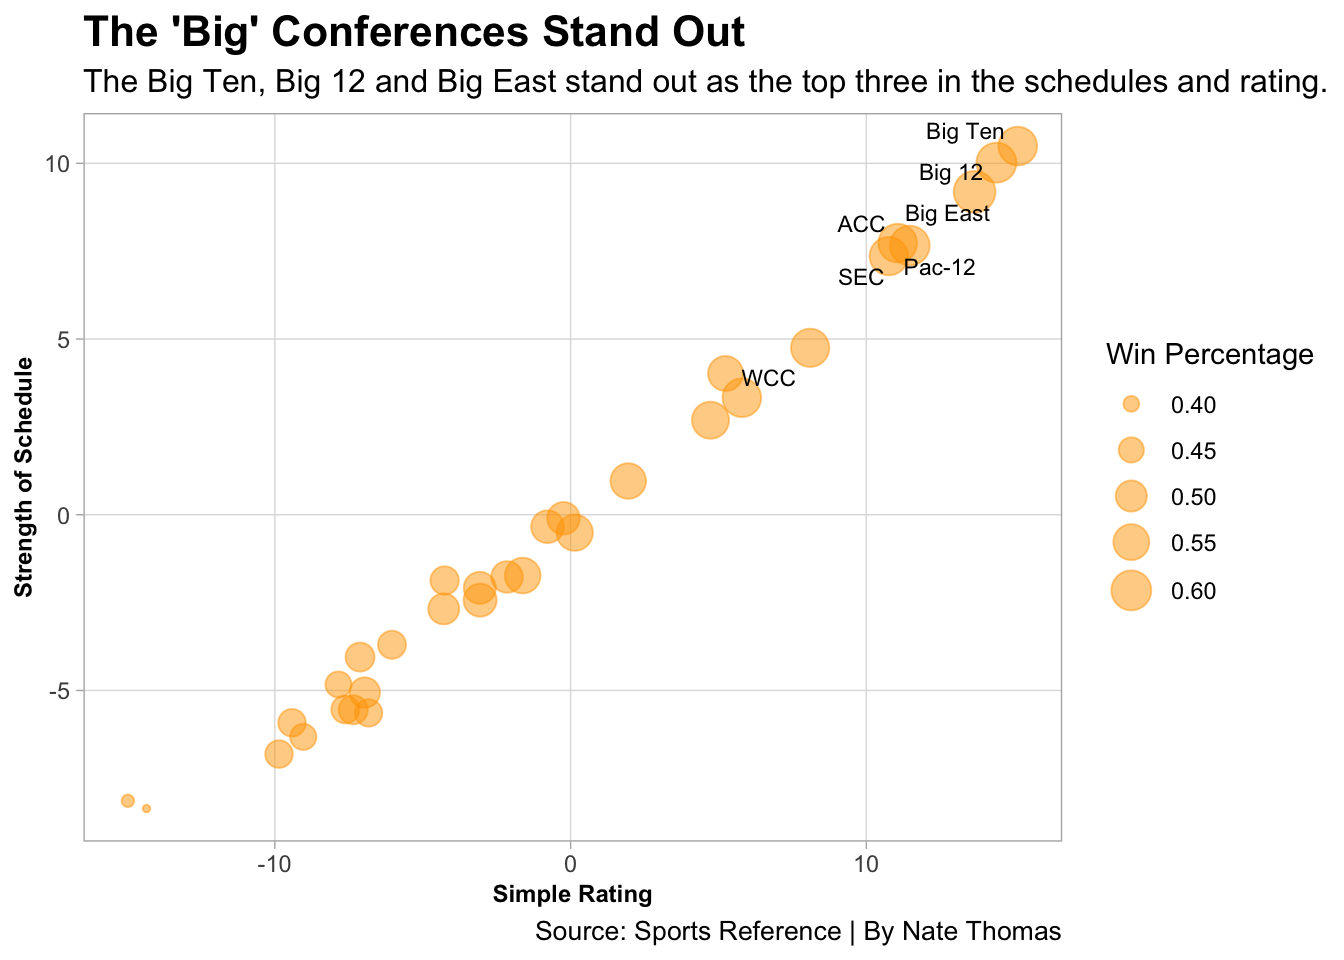 The 'Big' Conferences Stand Out
The Big Ten, Big 12 and Big East stand out as the top three in the schedules and rating.
Big Ten
Big 12
Big East
ACC
Pac-12
SEC
WCC
10
5
0
-5
Strength of Schedule
-10
0
10
Simple Rating
Win Percentage
0.40
0.45
0.50
0.55
0.60
Source: Sports Reference | By Nate Thomas